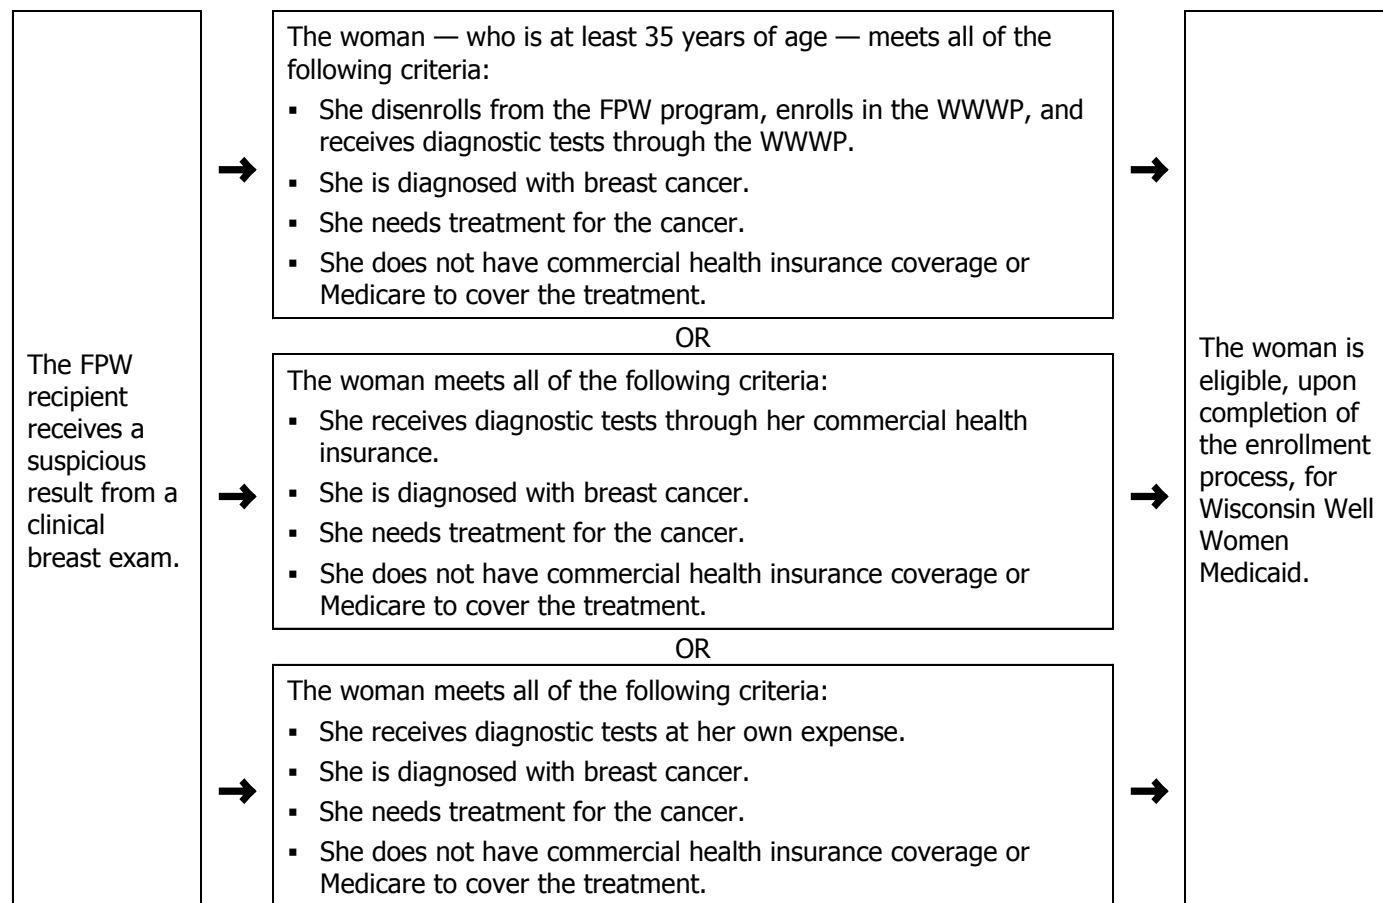 The FPW
recipient
receives a
suspicious
result from a
clinical
breast exam.
The woman — who is at least 35 years of age — meets all of the
following criteria:
▪ She disenrolls from the FPW program, enrolls in the WWWP, and
receives diagnostic tests through the WWWP.
▪ She is diagnosed with breast cancer.
▪ She needs treatment for the cancer.
▪ She does not have commercial health insurance coverage or
Medicare to cover the treatment.
OR
The woman meets all of the following criteria:
▪ She receives diagnostic tests through her commercial health
insurance.
▪ She is diagnosed with breast cancer.
▪ She needs treatment for the cancer.
▪ She does not have commercial health insurance coverage or
Medicare to cover the treatment.
OR
The woman meets all of the following criteria:
▪ She receives diagnostic tests at her own expense.
▪ She is diagnosed with breast cancer.
▪ She needs treatment for the cancer.
▪ She does not have commercial health insurance coverage or
Medicare to cover the treatment.
The woman is
eligible, upon
completion of
the enrollment
process, for
Wisconsin Well
Women
Medicaid.